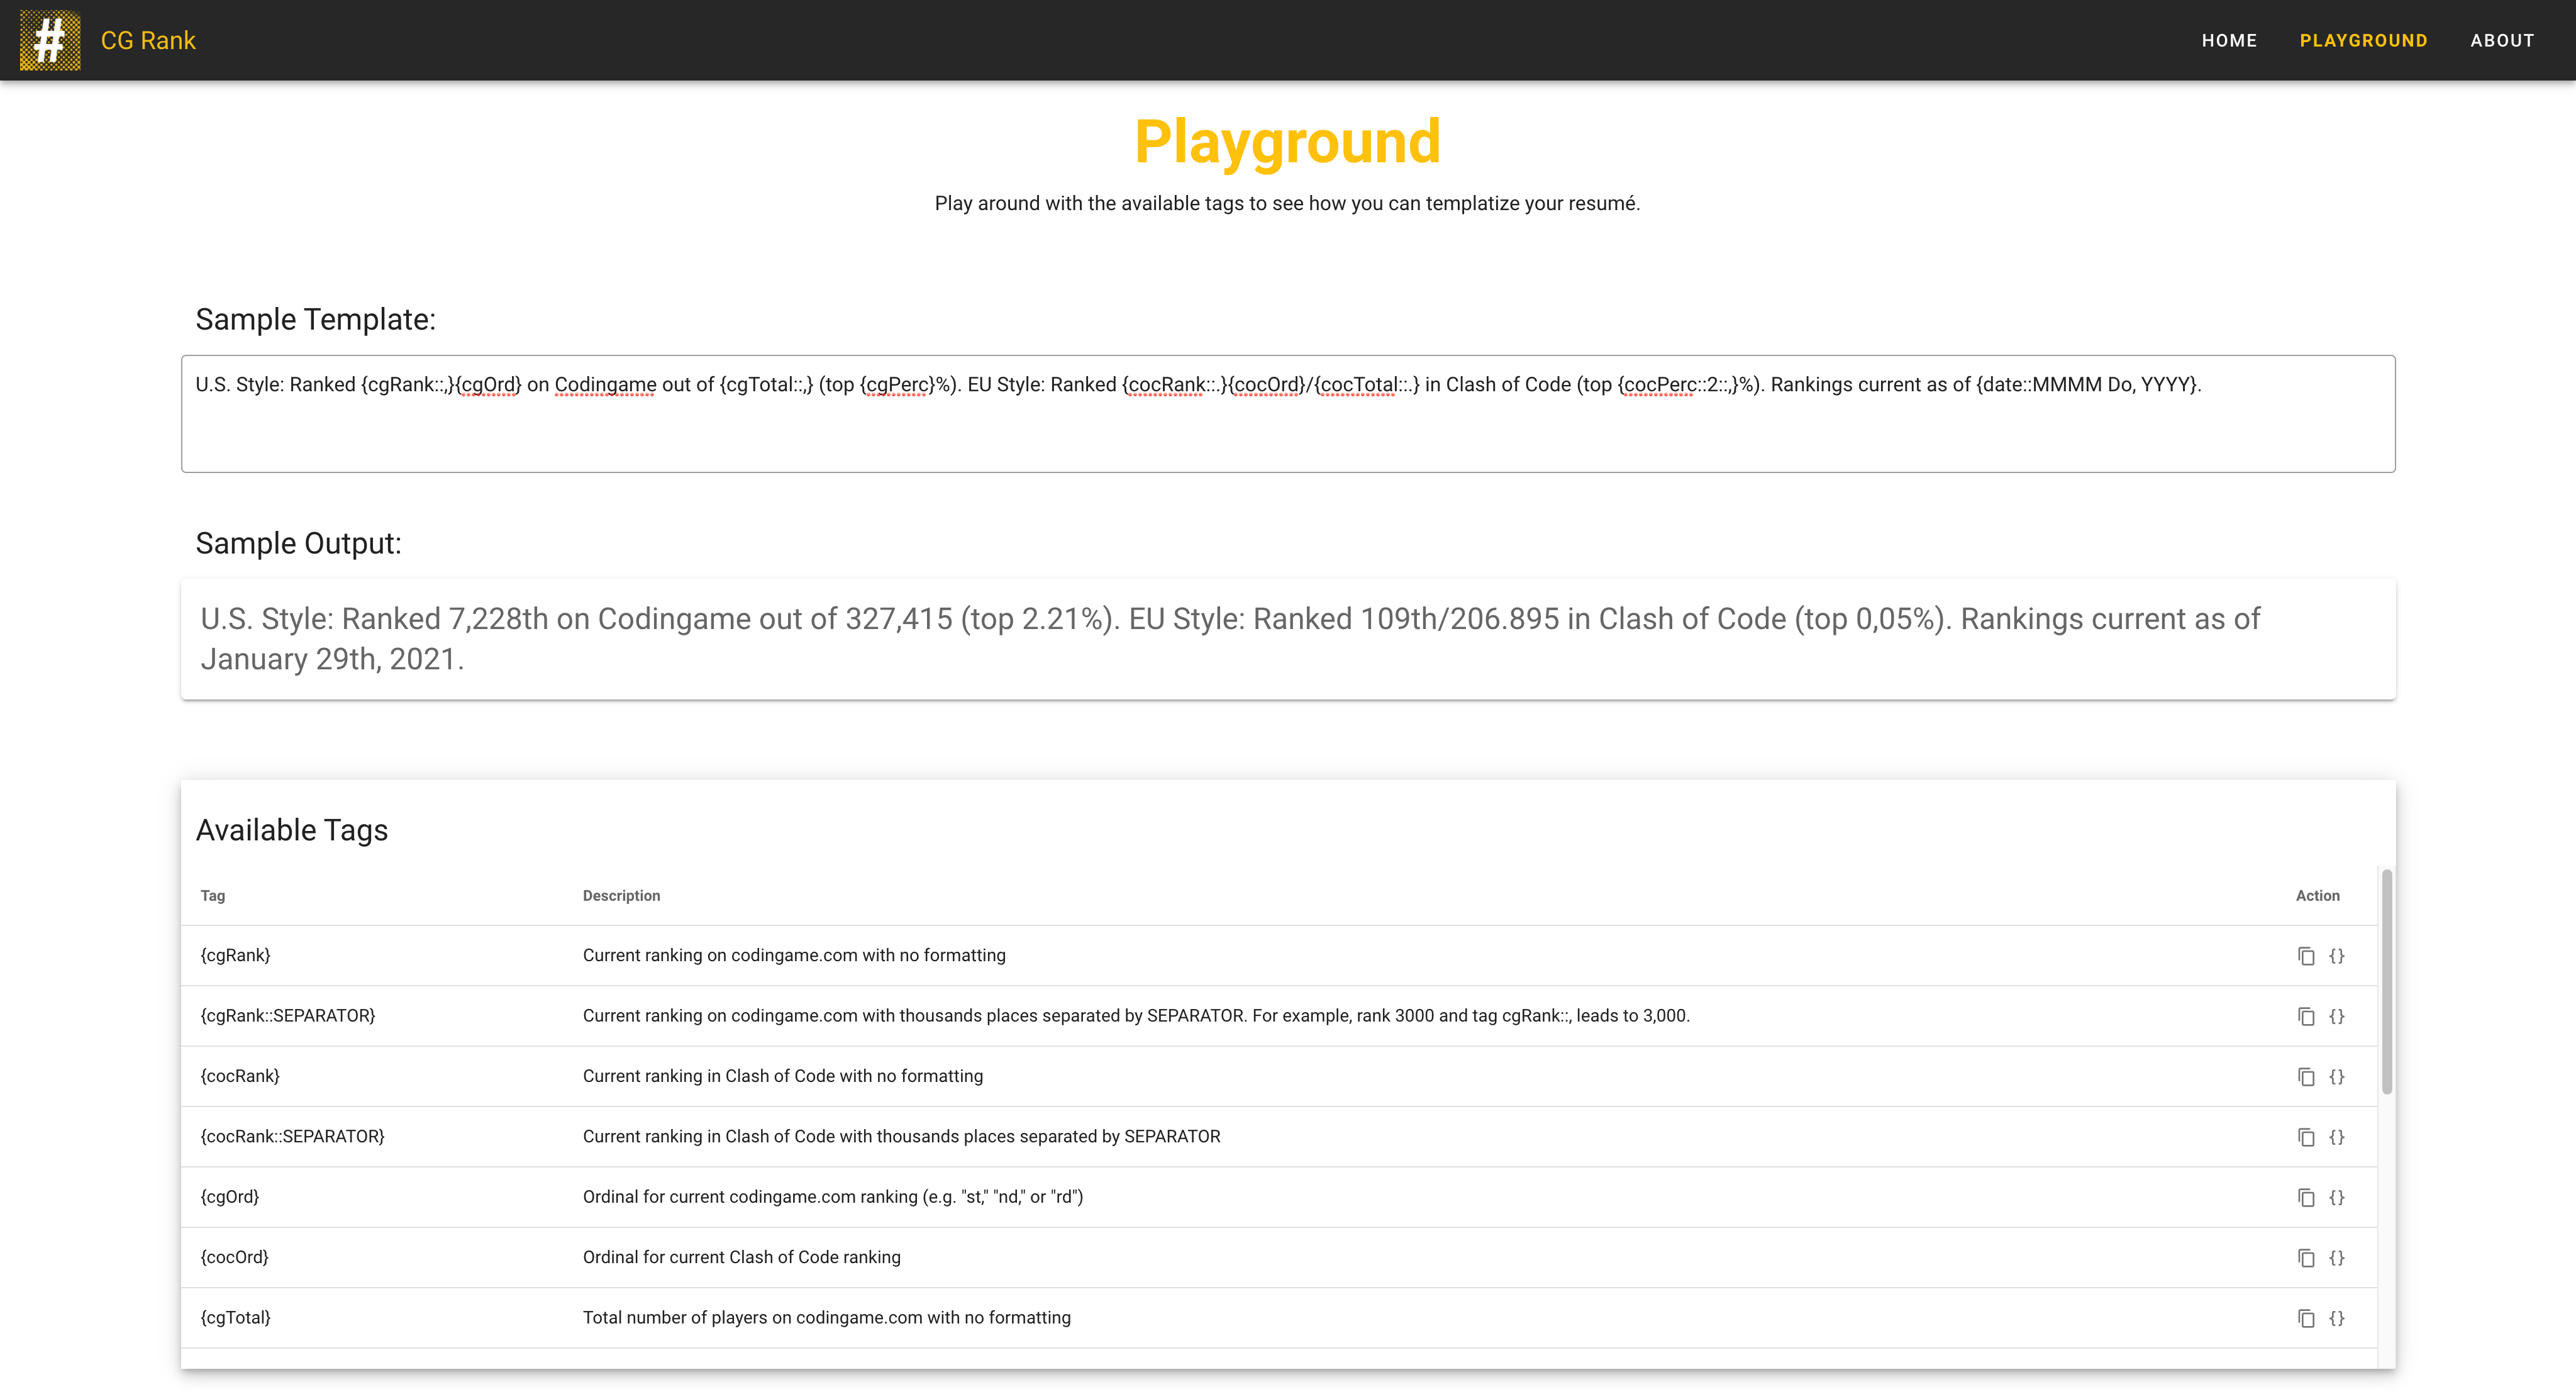 # CG Rank HOME PLAYGROUND ABOUT
Playground
Play around with the available tags to see how you can templatize your resumé.
Sample Template:
U.S. Style: Ranked {cgRank::,}{cgOrd} on Codingame out of {cgTotal::,} (top {cgPerc}%). EU Style: Ranked {cocRank::.}{cocOrd}/{cocTotal::.} in Clash of Code (top {cocPerc::2::,}%). Rankings current as of {date::MMMM Do, YYYY}.
Sample Output:
U.S. Style: Ranked 7,228th on Codingame out of 327,415 (top 2.21%). EU Style: Ranked 109th/206.895 in Clash of Code (top 0,05%). Rankings current as of
January 29th, 2021.
Available Tags
Tag Description Action
{cgRank} Current ranking on codingame.com with no formatting {}
{cgRank::SEPARATOR} Current ranking on codingame.com with thousands places separated by SEPARATOR. For example, rank 3000 and tag cgRank::, leads to 3,000. {}
{cocRank} Current ranking in Clash of Code with no formatting {}
{cocRank::SEPARATOR} Current ranking in Clash of Code with thousands places separated by SEPARATOR {}
{cgOrd} Ordinal for current codingame.com ranking (e.g. "st," "nd," or "rd") {}
{cocOrd} Ordinal for current Clash of Code ranking {}
{cgTotal} Total number of players on codingame.com with no formatting {}